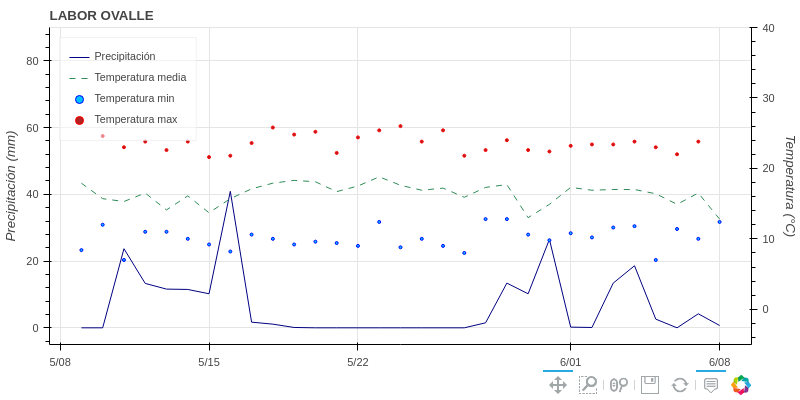 LABOR OVALLE
Precipitación
Temperatura media
Temperatura min
Temperatura max
Precipitación (mm)
80
60
40
20
0
Temperatura (°C)
40
30
20
10
0
5/08
5/15
5/22
6/01
6/08